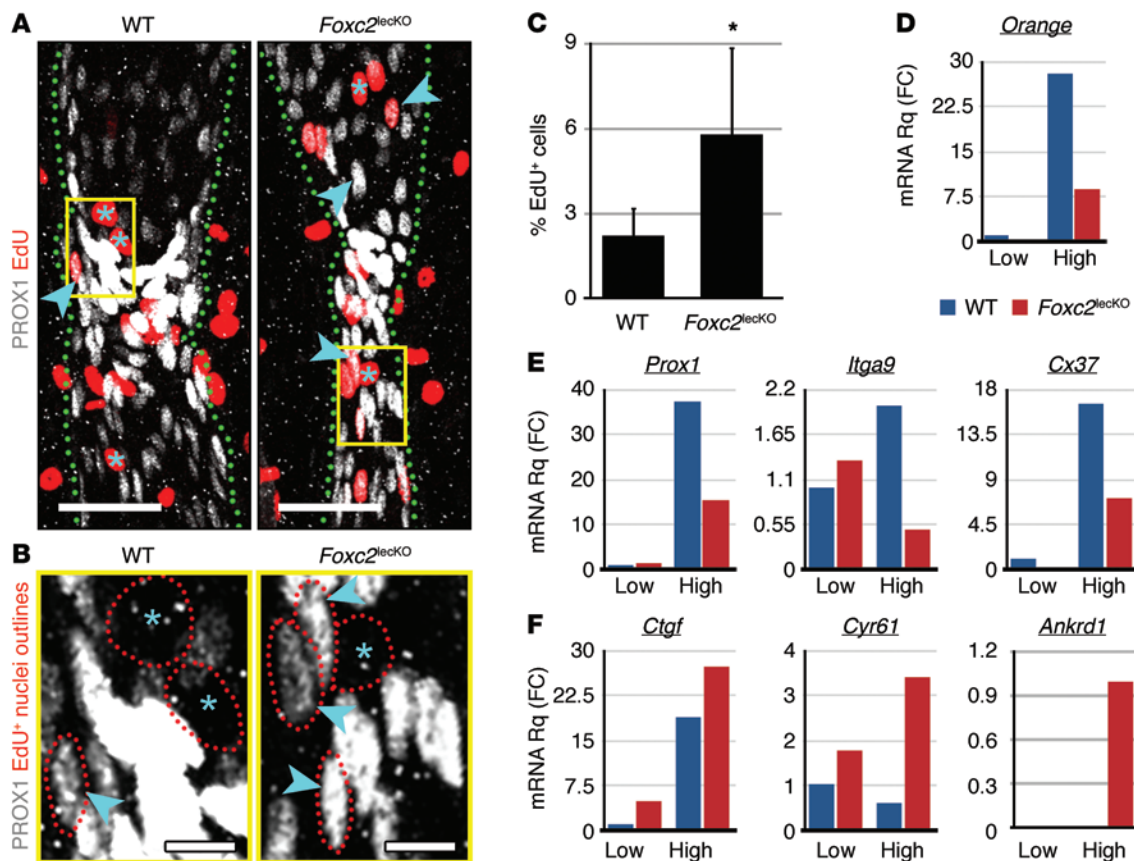 A
WT
Foxc2lecKO
PROX1 EdU
*
*
*
*
*
B
WT
Foxc2lecKO
PROX1 EdU+ nuclei outlines
*
*
*
C
9
*
6
3
0
% EdU+ cells
WT
Foxc2lecKO
D
Orange
30
22.5
15
7.5
0
mRNA Rq (FC)
Low High
WT Foxc2lecKO
E
Prox1
40
30
20
10
0
mRNA Rq (FC)
Low High
Itga9
2.2
1.65
1.1
0.55
0
Low High
Cx37
18
13.5
9
4.5
0
Low High
F
Ctgf
30
22.5
15
7.5
0
mRNA Rq (FC)
Low High
Cyr61
4
3
2
1
0
Low High
Ankrd1
1.2
0.9
0.6
0.3
0
Low High